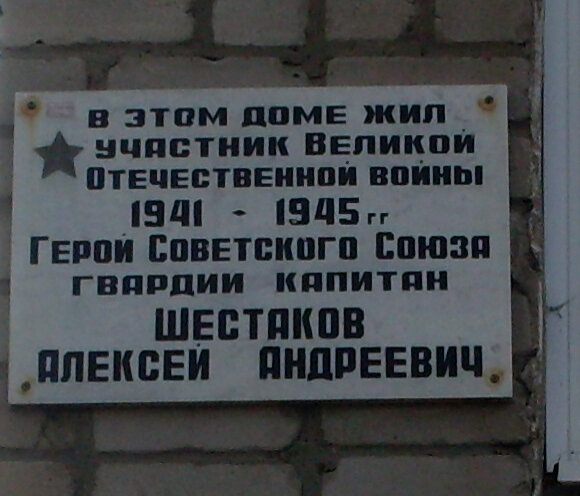 В ЭТОМ ДОМЕ ЖИЛ
УЧАСТНИК ВЕЛИКОЙ
ОТЕЧЕСТВЕННОЙ ВОЙНЫ
1941 - 1945 гг
ГЕРОЙ СОВЕТСКОГО СОЮЗА
ГВАРДИИ КАПИТАН
ШЕСТАКОВ
АЛЕКСЕЙ АНДРЕЕВИЧ